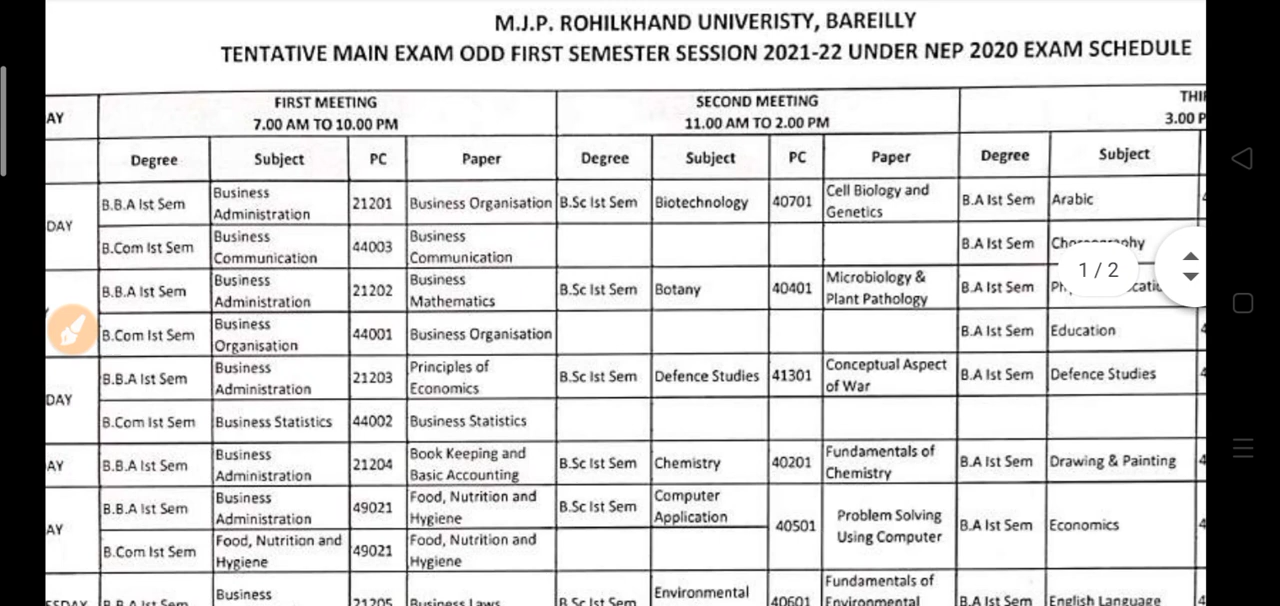 M.J.P. ROHILKHAND UNIVERISTY, BAREILLY
TENTATIVE MAIN EXAM ODD FIRST SEMESTER SESSION 2021-22 UNDER NEP 2020 EXAM SCHEDULE
AY FIRST MEETING SECOND MEETING THI
7.00 AM TO 10.00 PM 11.00 AM TO 2.00 PM 3.00 P
Degree Subject PC Paper Degree Subject PC Paper Degree Subject
DAY B.B.A Ist Sem Business Administration 21201 Business Organisation B.Sc Ist Sem Biotechnology 40701 Cell Biology and Genetics B.A Ist Sem Arabic 4
B.Com Ist Sem Business Communication 44003 Business Communication B.A Ist Sem
B.B.A Ist Sem Business Administration 21202 Business Mathematics B.Sc Ist Sem Botany 40401 Microbiology & Plant Pathology B.A Ist Sem
1 / 2
B.Com Ist Sem Business Organisation 44001 Business Organisation B.A Ist Sem Education 4
DAY B.B.A Ist Sem Business Administration 21203 Principles of Economics B.Sc Ist Sem Defence Studies 41301 Conceptual Aspect of War B.A Ist Sem Defence Studies 4
B.Com Ist Sem Business Statistics 44002 Business Statistics
AY B.B.A Ist Sem Business Administration 21204 Book Keeping and Basic Accounting B.Sc Ist Sem Chemistry 40201 Fundamentals of Chemistry B.A Ist Sem Drawing & Painting 4
AY B.B.A Ist Sem Business Administration 49021 Food, Nutrition and Hygiene B.Sc Ist Sem Computer Application 40501 Problem Solving Using Computer B.A Ist Sem Economics 4
B.Com Ist Sem Food, Nutrition and Hygiene 49021 Food, Nutrition and Hygiene
SSDAY B.B.A Ist Sem Business 21205 Business Laws B.Sc Ist Sem Environmental 40601 Fundamentals of Environmental B.A Ist Sem English Language 4